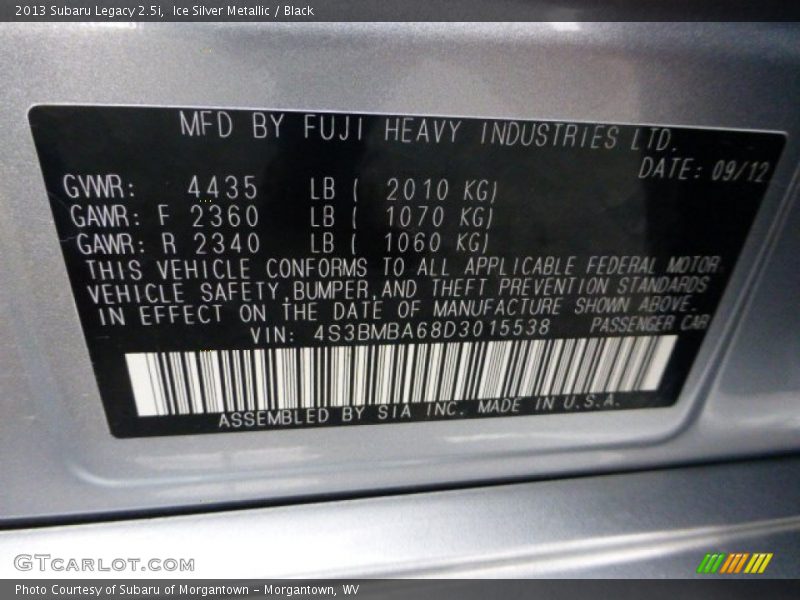 2013 Subaru Legacy 2.5i, Ice Silver Metallic / Black
MFD BY FUJI HEAVY INDUSTRIES LTD.
DATE: 09/12
GVWR: 4435 LB ( 2010 KG)
GAWR: F 2360 LB ( 1070 KG)
GAWR: R 2340 LB ( 1060 KG)
THIS VEHICLE CONFORMS TO ALL APPLICABLE FEDERAL MOTOR
VEHICLE SAFETY,BUMPER,AND THEFT PREVENTION STANDARDS
IN EFFECT ON THE DATE OF MANUFACTURE SHOWN ABOVE.
VIN: 4S3BMBA68D3015538 PASSENGER CAR
ASSEMBLED BY SIA INC. MADE IN U.S.A.
GTCARLOT.COM
Photo Courtesy of Subaru of Morgantown - Morgantown, WV